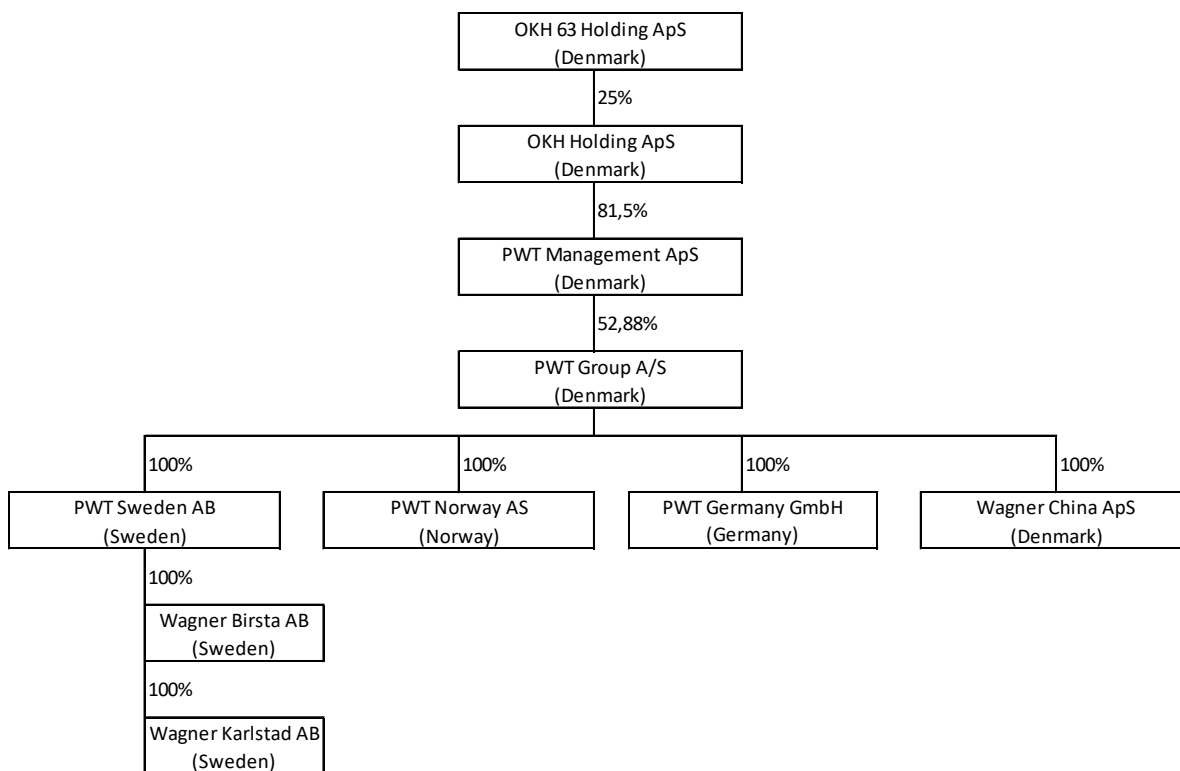 OKH 63 Holding ApS
(Denmark)
25%
OKH Holding ApS
(Denmark)
81,5%
PWT Management ApS
(Denmark)
52,88%
PWT Group A/S
(Denmark)
100%
100%
100%
100%
PWT Sweden AB
(Sweden)
PWT Norway AS
(Norway)
PWT Germany GmbH
(Germany)
Wagner China ApS
(Denmark)
100%
Wagner Birsta AB
(Sweden)
100%
Wagner Karlstad AB
(Sweden)